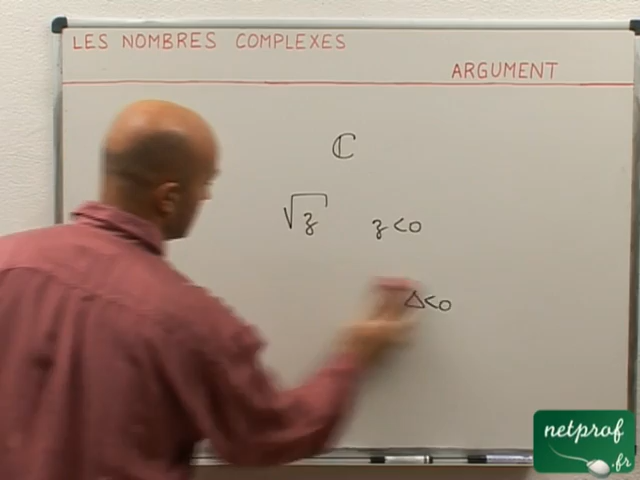 LES NOMBRES COMPLEXES
ARGUMENT
ℂ
√z z<0
Δ<0
netprof
.fr